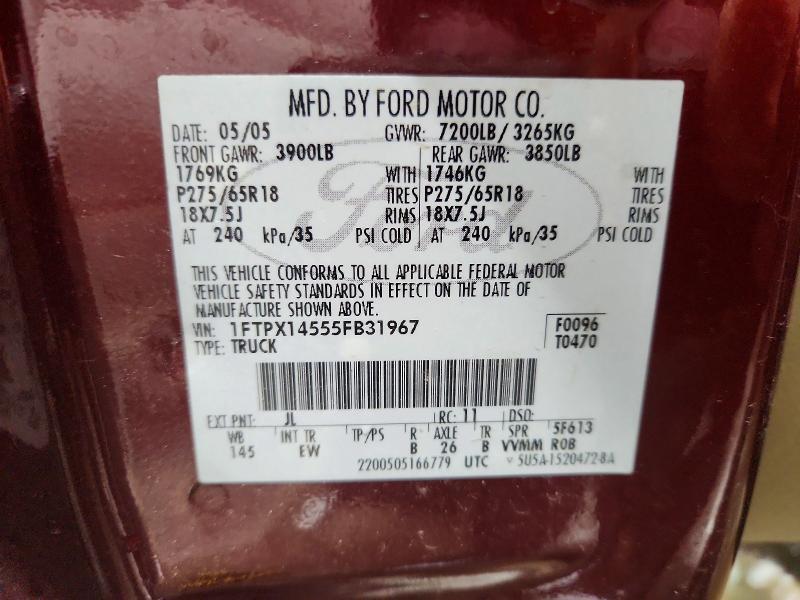 MFD. BY FORD MOTOR CO.
DATE: 05/05 GVWR: 7200LB/ 3265KG
FRONT GAWR: 3900LB REAR GAWR: 3850LB
1769KG WITH 1746KG WITH
P275/65R18 TIRES P275/65R18 TIRES
18X7.5J RIMS 18X7.5J RIMS
AT 240 kPa/35 PSI COLD AT 240 kPa/35 PSI COLD
Ford
THIS VEHICLE CONFORMS TO ALL APPLICABLE FEDERAL MOTOR
VEHICLE SAFETY STANDARDS IN EFFECT ON THE DATE OF
MANUFACTURE SHOWN ABOVE.
VIN: 1FTPX14555FB31967 F0096
TYPE: TRUCK T0470
EXT PNT: JL RC: 11 DSO:
WB INT TR TP/PS R AXLE TR SPR 5F613
145 EW B 26 B VVMM ROB
2200505166779 UTC 5U5A-1520472-BA